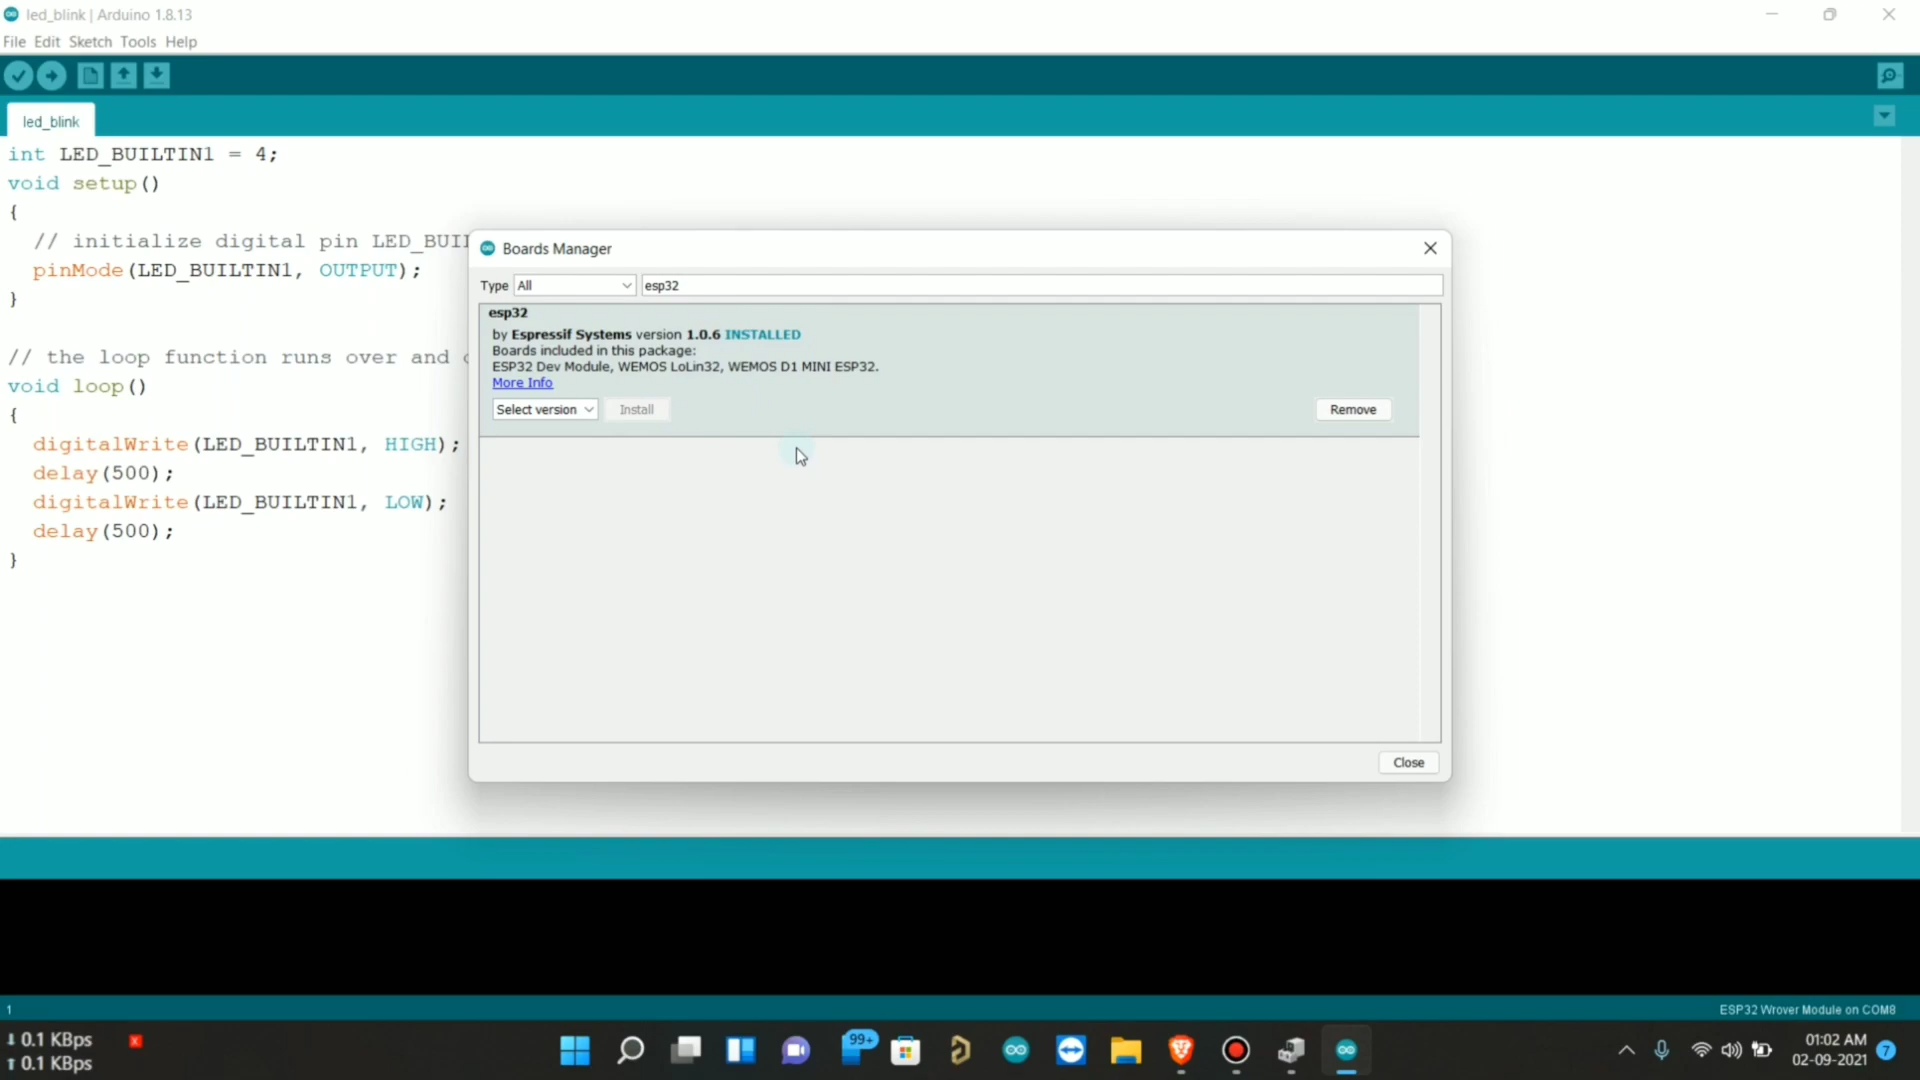 led_blink | Arduino 1.8.13
File Edit Sketch Tools Help
led_blink
int LED_BUILTIN1 = 4;
void setup()
{
// initialize digital pin LED_BUI
pinMode(LED_BUILTIN1, OUTPUT);
}
// the loop function runs over and
void loop()
{
digitalWrite(LED_BUILTIN1, HIGH);
delay(500);
digitalWrite(LED_BUILTIN1, LOW);
delay(500);
}
Boards Manager
Type All esp32
esp32
by Espressif Systems version 1.0.6 INSTALLED
Boards included in this package:
ESP32 Dev Module, WEMOS LoLin32, WEMOS D1 MINI ESP32.
More Info
Select version Install Remove
Close
1 ESP32 Wrover Module on COM8
0.1 KBps
0.1 KBps
99+
01:02 AM
02-09-2021 7